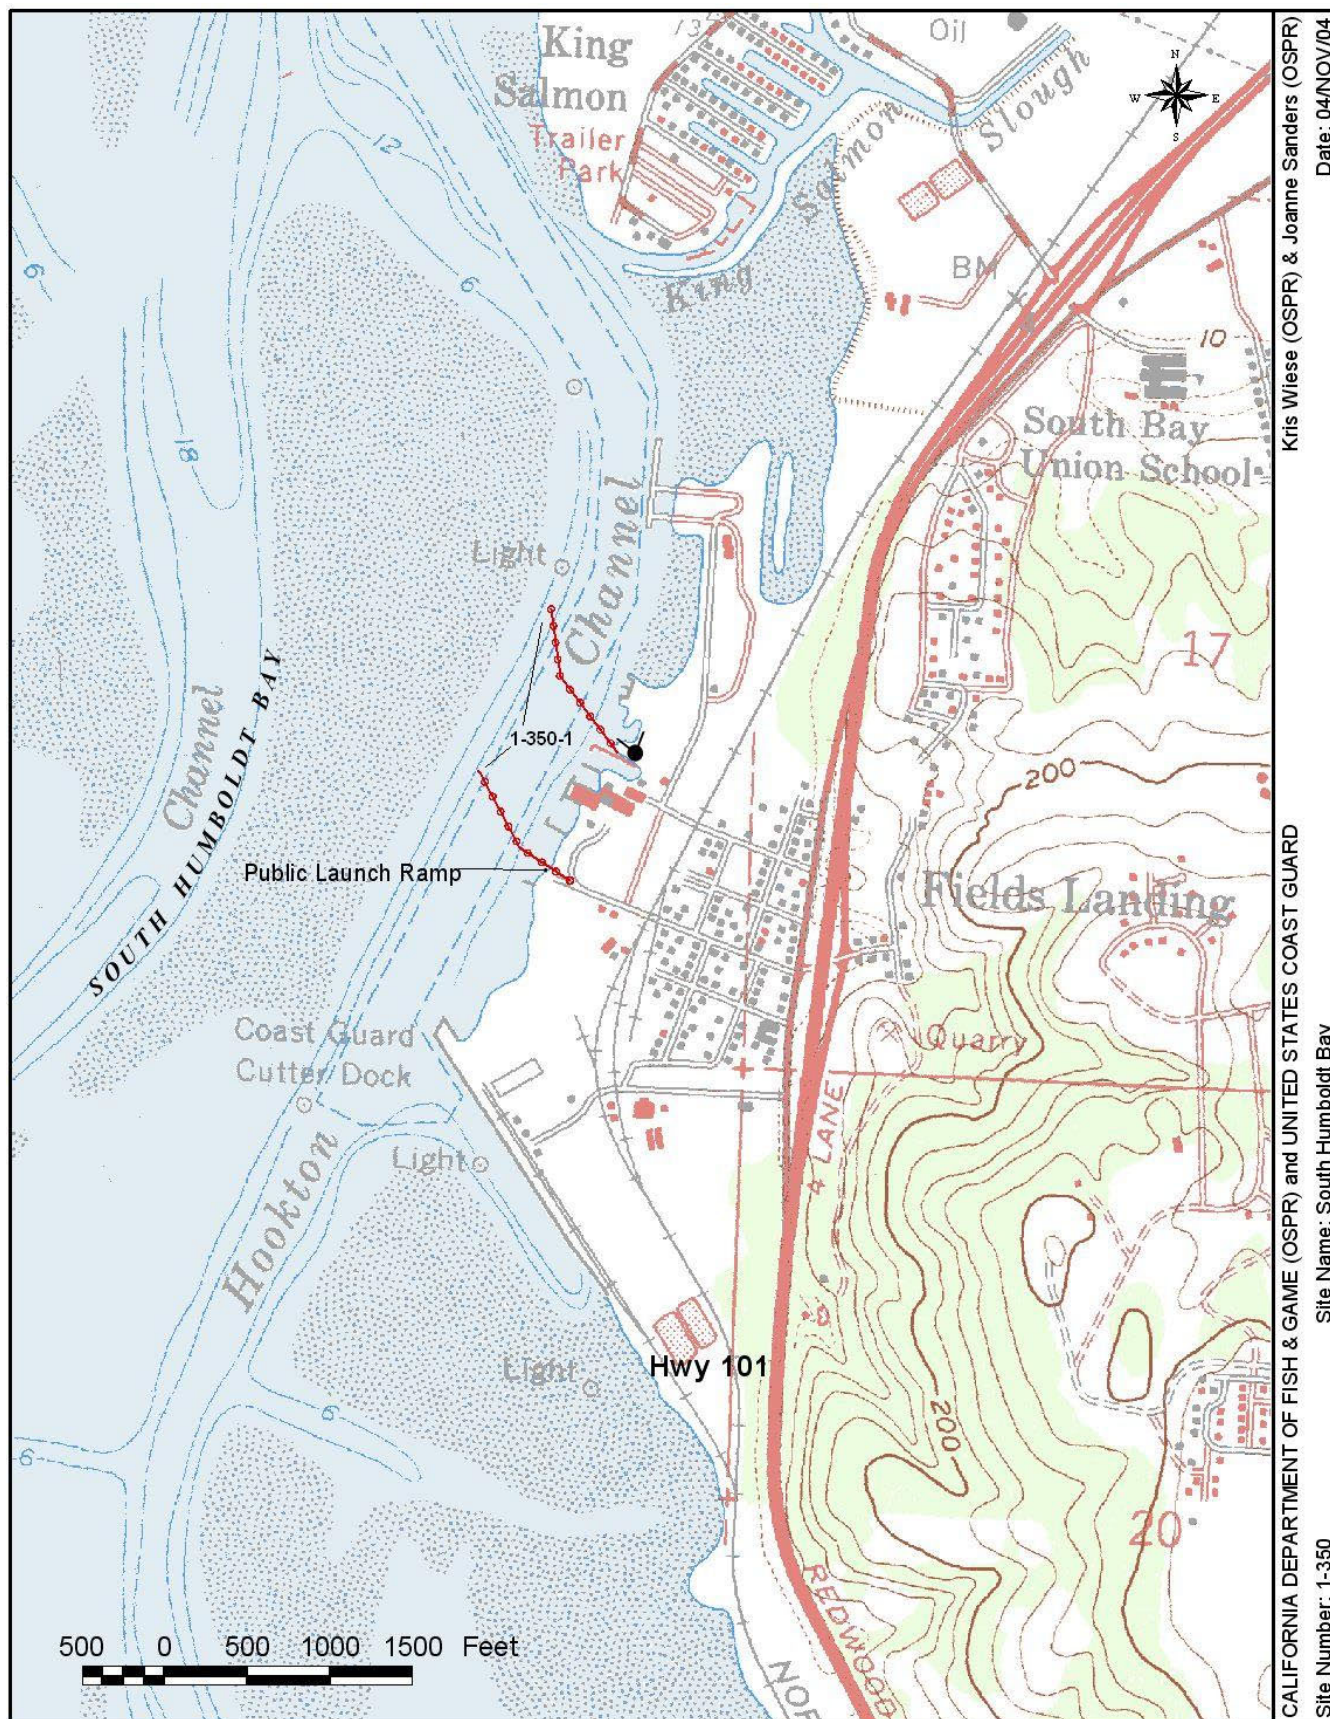 13
Oil
King
Salmon
N
W
E
S
Trailer
Park
Salmon
Slough
12
6
6
King
BM
10
18
South Bay
Union School
Light
Channel
17
1-350-1
200
Channel
SOUTH HUMBOLDT BAY
Public Launch Ramp
Fields Landing
Coast Guard
Cutter Dock
Quarry
4 LANE
Light
Hookton
Light
Hwy 101
6
6
200
20
REDWOOD
500 0 500 1000 1500 Feet
CALIFORNIA DEPARTMENT OF FISH & GAME (OSPR) and UNITED STATES COAST GUARD
Kris Wiese (OSPR) & Joanne Sanders (OSPR)
Site Number: 1-350
Site Name: South Humboldt Bay
Date: 04/NOV/04